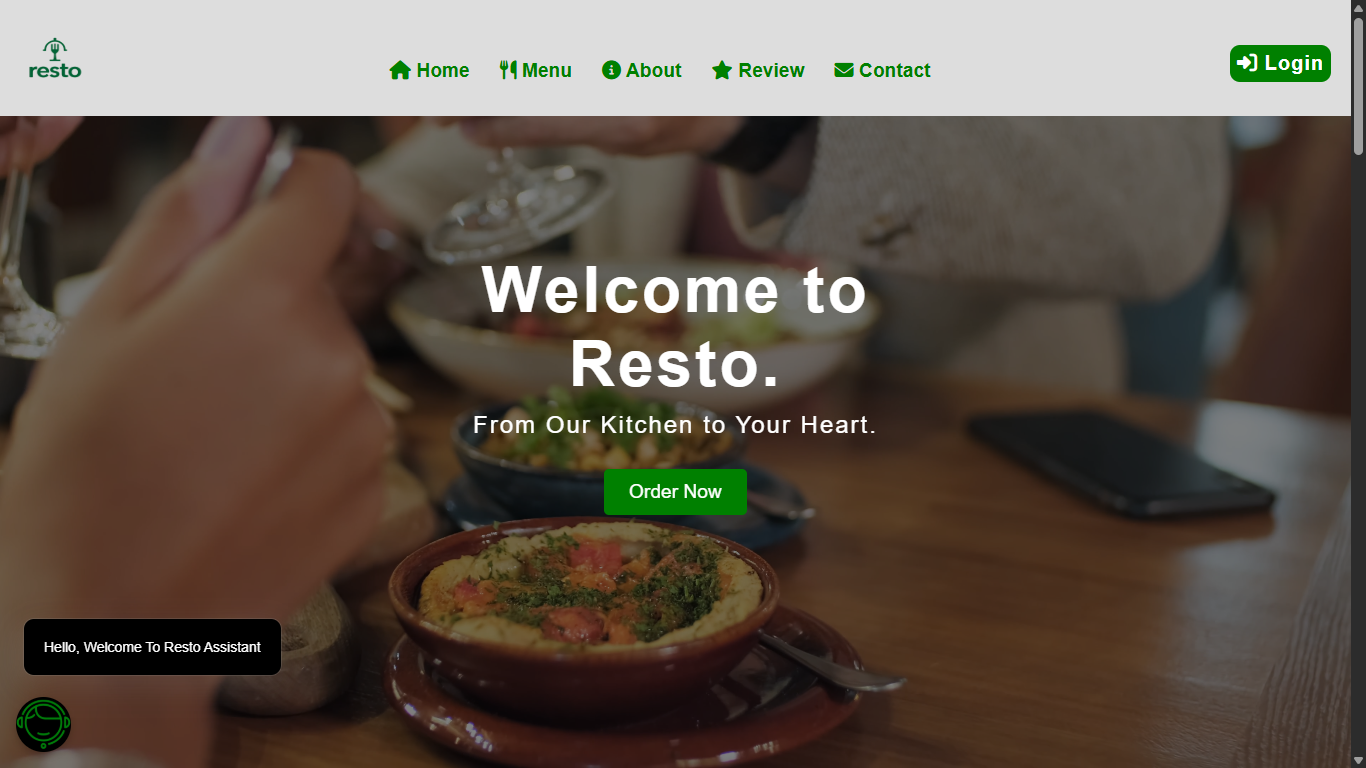 resto
Home Menu About Review Contact
Login
Welcome to
Resto.
From Our Kitchen to Your Heart.
Order Now
Hello, Welcome To Resto Assistant